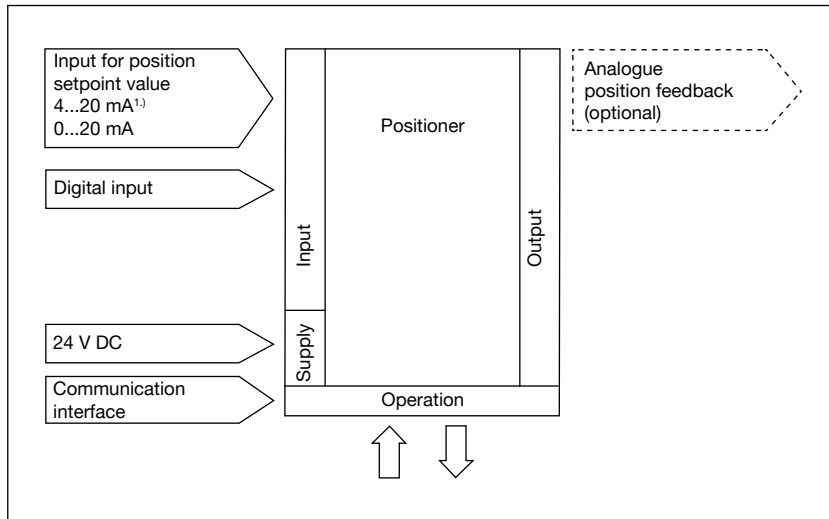 Input for position
setpoint value
4...20 mA1.)
0...20 mA
Analogue
position feedback
(optional)
Positioner
Digital input
Input
Output
24 V DC
Supply
Communication
interface
Operation